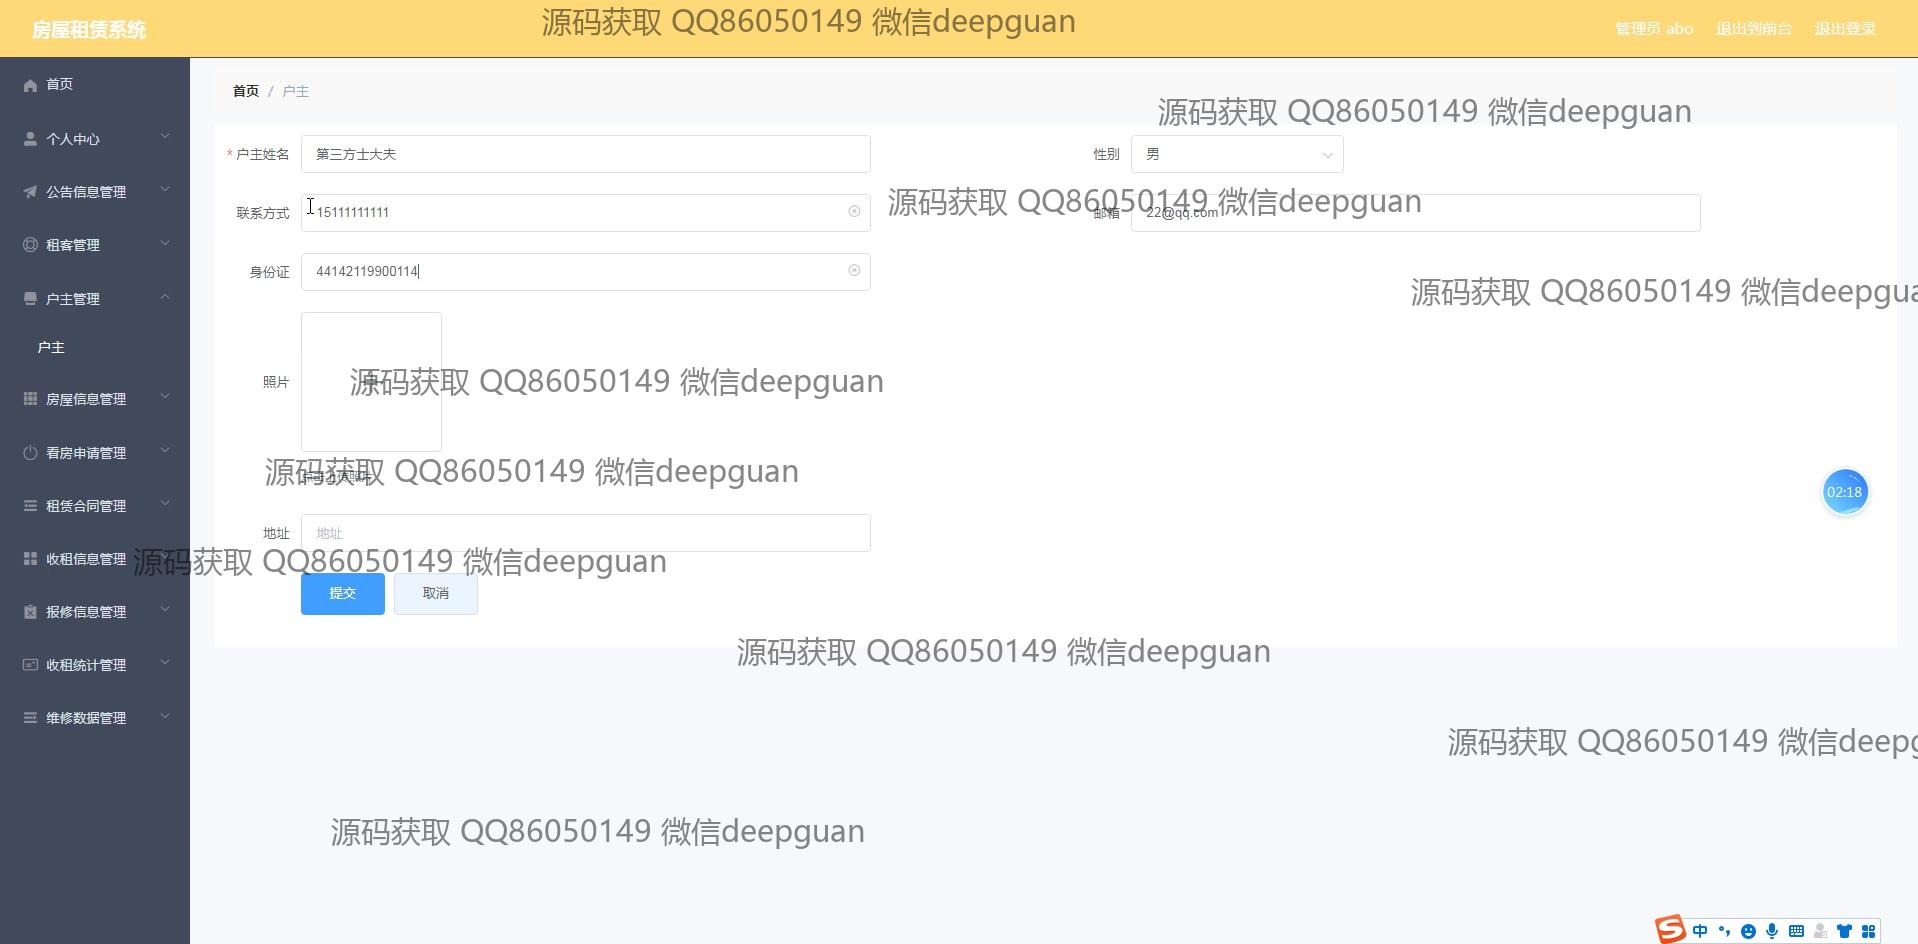 房屋租赁系统
源码获取 QQ86050149 微信deepguan
管理员 abo 退出到前台 退出登录
首页
个人中心
公告信息管理
租客管理
户主管理
户主
房屋信息管理
看房申请管理
租赁合同管理
收租信息管理
报修信息管理
收租统计管理
维修数据管理
首页 / 户主
源码获取 QQ86050149 微信deepguan
* 户主姓名 第三方士大夫
性别 男
源码获取 QQ86050149 微信deepguan
联系方式 15111111111
邮箱 22@qq.com
身份证 44142119900114
源码获取 QQ86050149 微信deepgua
照片
源码获取 QQ86050149 微信deepguan
源码获取 QQ86050149 微信deepguan
点击上传照片
02:18
地址 地址
源码获取 QQ86050149 微信deepguan
提交 取消
源码获取 QQ86050149 微信deepguan
源码获取 QQ86050149 微信deepg
源码获取 QQ86050149 微信deepguan
S 中